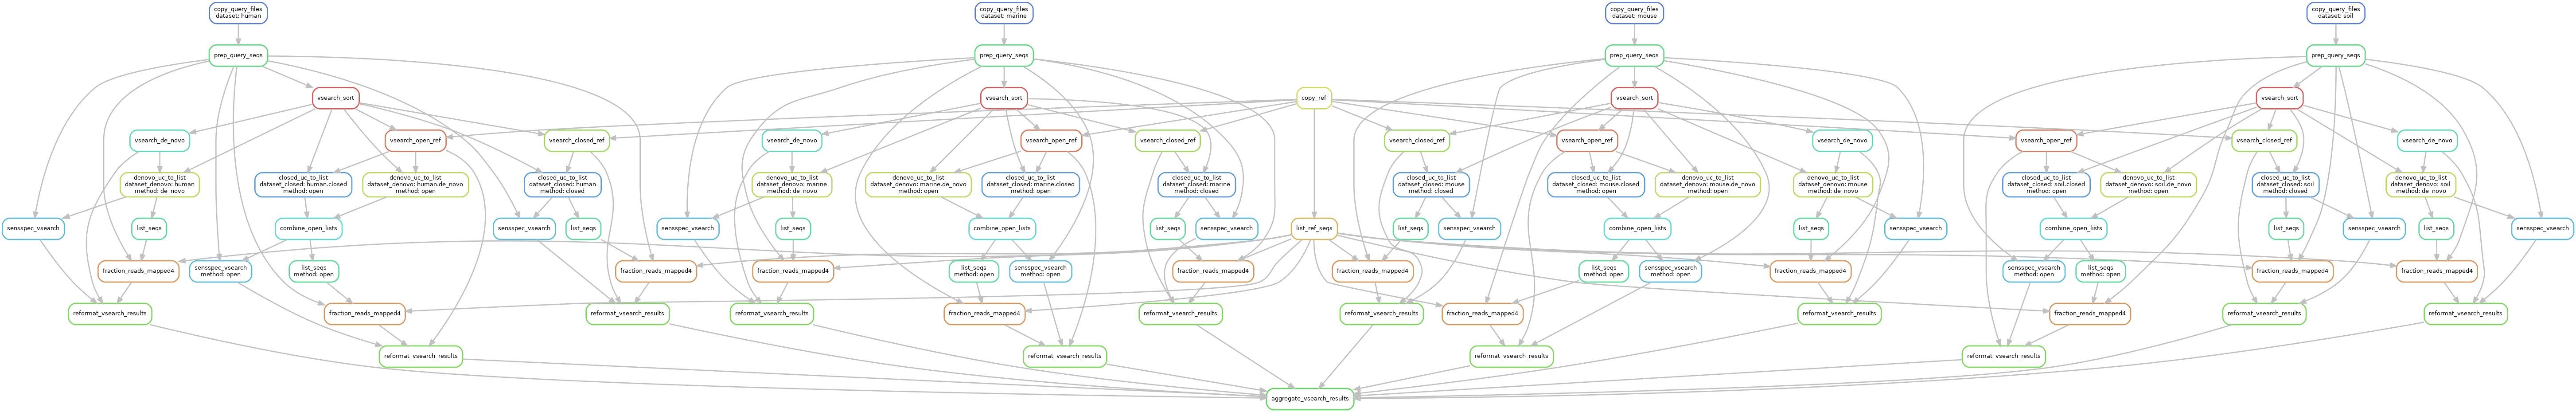 copy_query_files
dataset: human
copy_query_files
dataset: marine
copy_query_files
dataset: mouse
copy_query_files
dataset: soil
prep_query_seqs
prep_query_seqs
prep_query_seqs
prep_query_seqs
vsearch_sort
vsearch_sort
copy_ref
vsearch_sort
vsearch_sort
vsearch_de_novo
vsearch_open_ref
vsearch_closed_ref
vsearch_de_novo
vsearch_open_ref
vsearch_closed_ref
vsearch_closed_ref
vsearch_open_ref
vsearch_de_novo
vsearch_open_ref
vsearch_closed_ref
vsearch_de_novo
denovo_uc_to_list
dataset_denovo: human
method: de_novo
closed_uc_to_list
dataset_closed: human.closed
method: open
denovo_uc_to_list
dataset_denovo: human.de_novo
method: open
closed_uc_to_list
dataset_closed: human
method: closed
denovo_uc_to_list
dataset_denovo: marine
method: de_novo
denovo_uc_to_list
dataset_denovo: marine.de_novo
method: open
closed_uc_to_list
dataset_closed: marine.closed
method: open
closed_uc_to_list
dataset_closed: marine
method: closed
closed_uc_to_list
dataset_closed: mouse
method: closed
closed_uc_to_list
dataset_closed: mouse.closed
method: open
denovo_uc_to_list
dataset_denovo: mouse.de_novo
method: open
denovo_uc_to_list
dataset_denovo: mouse
method: de_novo
closed_uc_to_list
dataset_closed: soil.closed
method: open
denovo_uc_to_list
dataset_denovo: soil.de_novo
method: open
closed_uc_to_list
dataset_closed: soil
method: closed
denovo_uc_to_list
dataset_denovo: soil
method: de_novo
sensspec_vsearch
list_seqs
combine_open_lists
sensspec_vsearch
list_seqs
sensspec_vsearch
list_seqs
combine_open_lists
list_seqs
sensspec_vsearch
list_ref_seqs
list_seqs
sensspec_vsearch
combine_open_lists
list_seqs
sensspec_vsearch
combine_open_lists
list_seqs
sensspec_vsearch
list_seqs
sensspec_vsearch
fraction_reads_mapped4
sensspec_vsearch
method: open
list_seqs
method: open
fraction_reads_mapped4
fraction_reads_mapped4
list_seqs
method: open
sensspec_vsearch
method: open
fraction_reads_mapped4
fraction_reads_mapped4
list_seqs
method: open
sensspec_vsearch
method: open
fraction_reads_mapped4
sensspec_vsearch
method: open
list_seqs
method: open
fraction_reads_mapped4
fraction_reads_mapped4
reformat_vsearch_results
fraction_reads_mapped4
reformat_vsearch_results
reformat_vsearch_results
fraction_reads_mapped4
reformat_vsearch_results
reformat_vsearch_results
fraction_reads_mapped4
reformat_vsearch_results
fraction_reads_mapped4
reformat_vsearch_results
reformat_vsearch_results
reformat_vsearch_results
reformat_vsearch_results
reformat_vsearch_results
reformat_vsearch_results
aggregate_vsearch_results